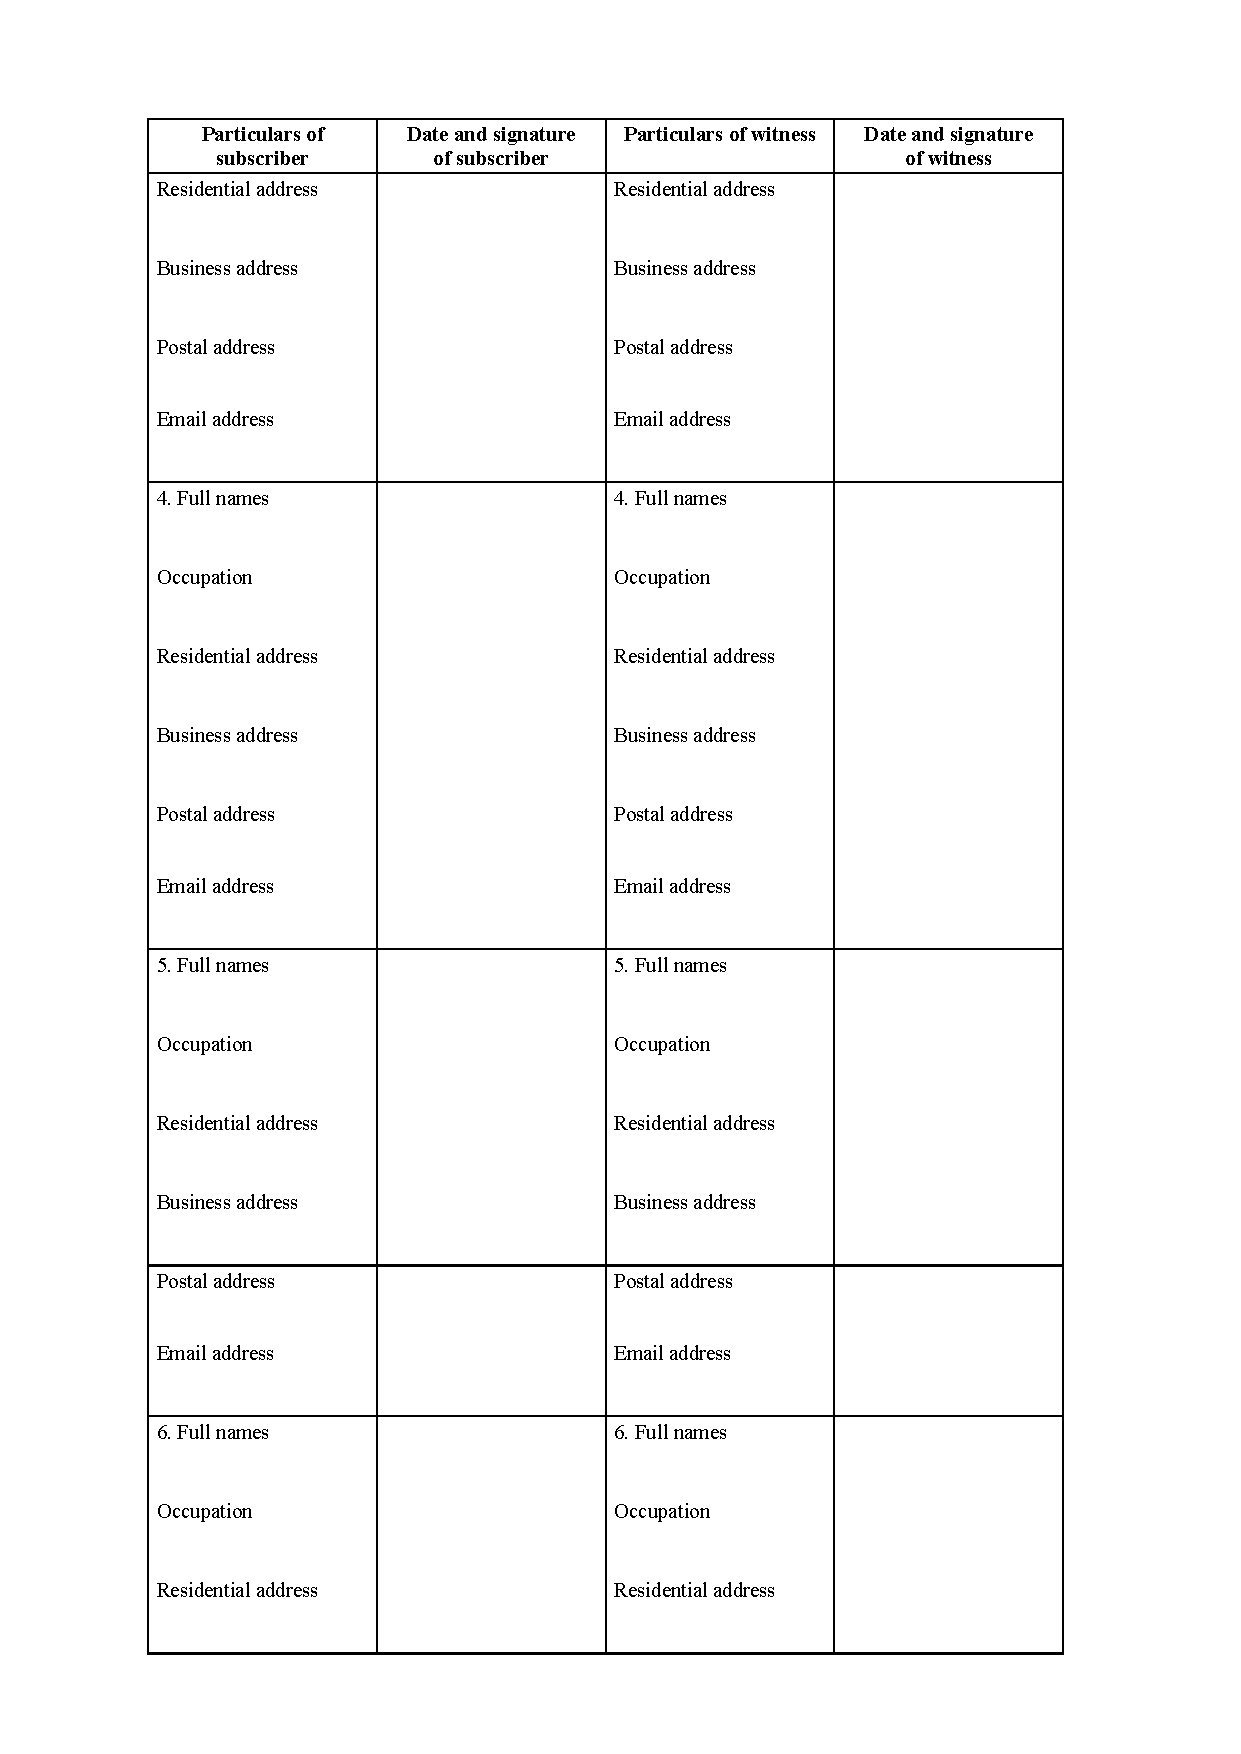 Particulars of
subscriber
Date and signature
of subscriber
Particulars of witness
Date and signature
of witness
Residential address
Residential address
Business address
Business address
Postal address
Postal address
Email address
Email address
4. Full names
4. Full names
Occupation
Occupation
Residential address
Residential address
Business address
Business address
Postal address
Postal address
Email address
Email address
5. Full names
5. Full names
Occupation
Occupation
Residential address
Residential address
Business address
Business address
Postal address
Postal address
Email address
Email address
6. Full names
6. Full names
Occupation
Occupation
Residential address
Residential address